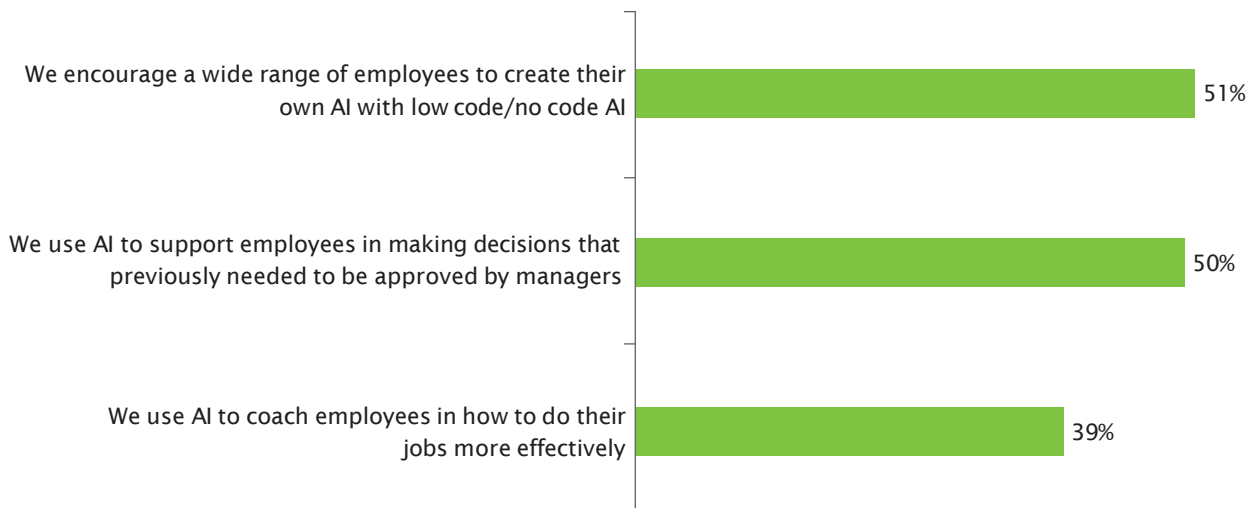 We encourage a wide range of employees to create their
own AI with low code/no code AI
51%
We use AI to support employees in making decisions that
previously needed to be approved by managers
50%
We use AI to coach employees in how to do their
jobs more effectively
39%